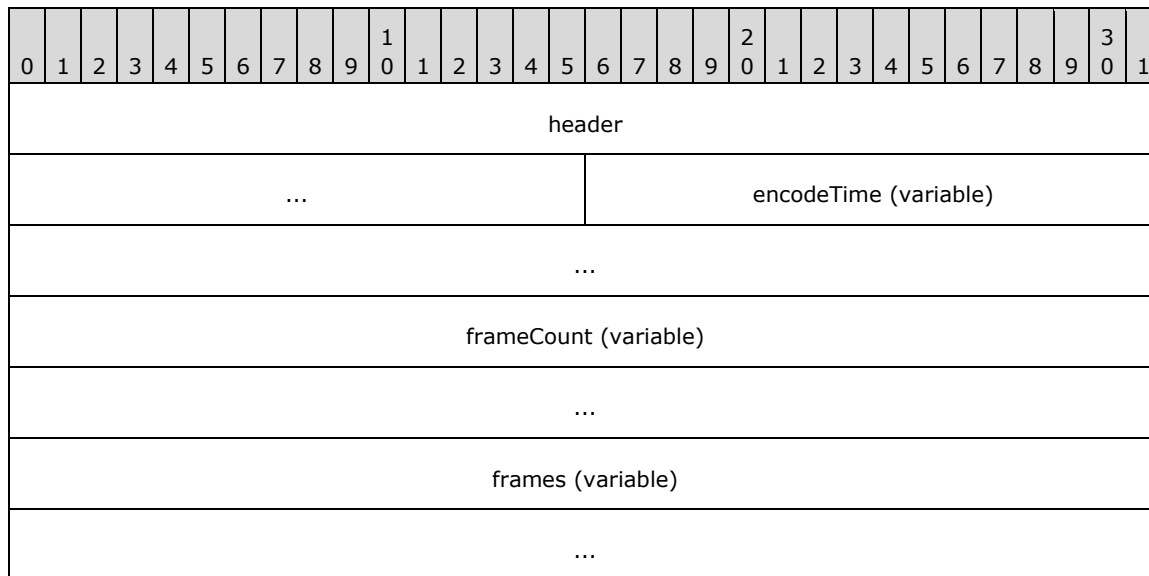 1 2 3
0 1 2 3 4 5 6 7 8 9 0 1 2 3 4 5 6 7 8 9 0 1 2 3 4 5 6 7 8 9 0 1
header
... encodeTime (variable)
...
frameCount (variable)
...
frames (variable)
...